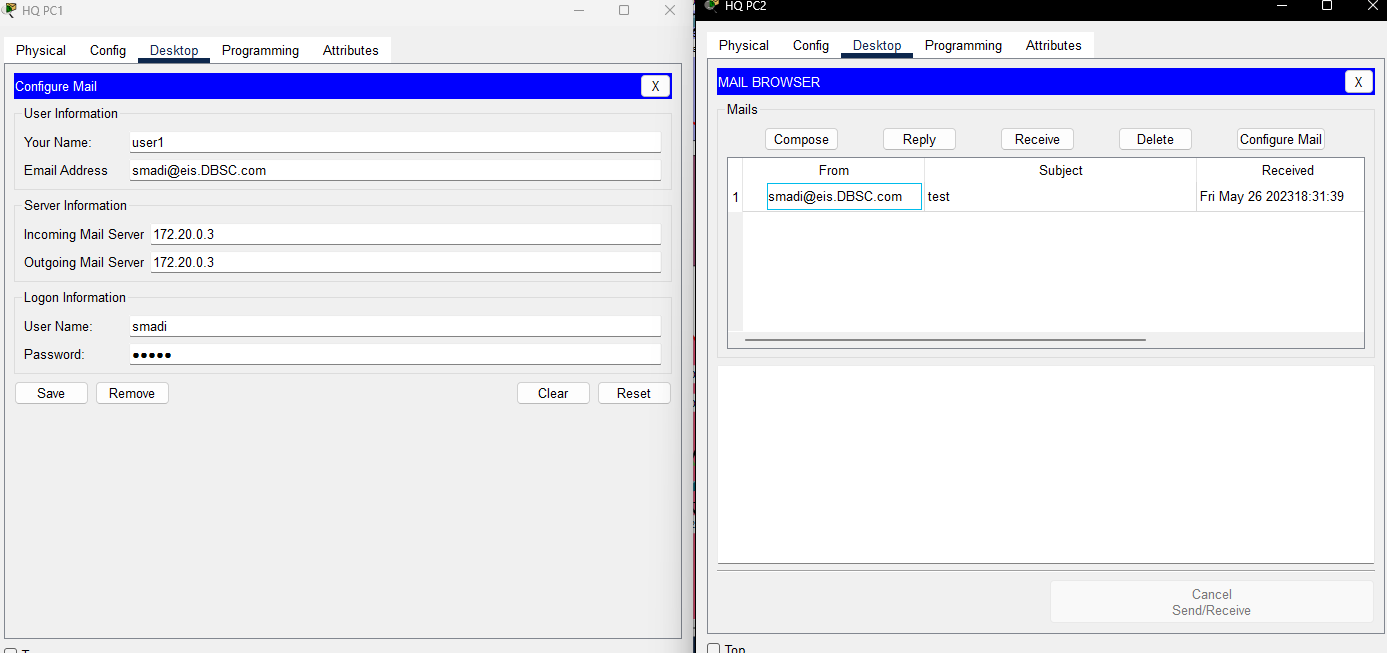 HQ PC1
Physical Config Desktop Programming Attributes
Configure Mail X
User Information
Your Name: user1
Email Address smadi@eis.DBSC.com
Server Information
Incoming Mail Server 172.20.0.3
Outgoing Mail Server 172.20.0.3
Logon Information
User Name: smadi
Password: ●●●●●
Save Remove Clear Reset
HQ PC2
Physical Config Desktop Programming Attributes
MAIL BROWSER X
Mails
Compose Reply Receive Delete Configure Mail
From Subject Received
1 smadi@eis.DBSC.com test Fri May 26 202318:31:39
Cancel
Send/Receive
Top